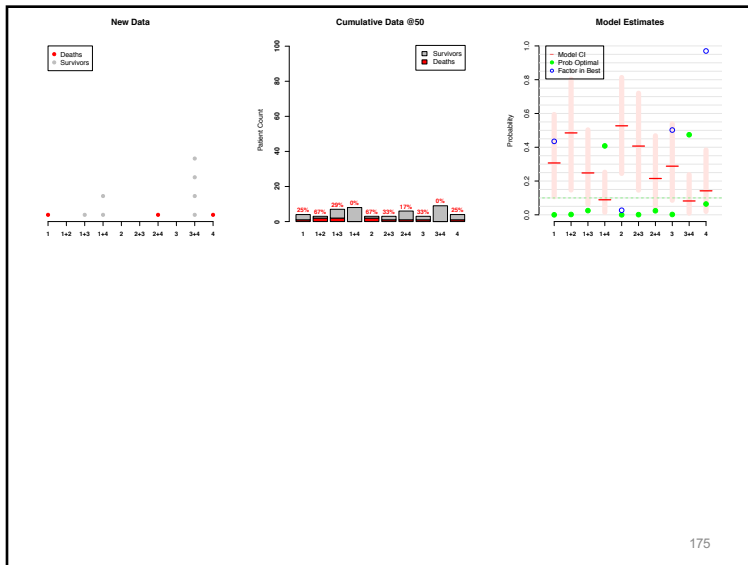 New Data
Deaths
Survivors
1 1+2 1+3 1+4 2 2+3 2+4 3 3+4 4
Cumulative Data @50
Patient Count
100
80
60
40
20
0
Survivors
Deaths
25% 67% 29% 0% 67% 33% 17% 33% 0% 25%
1 1+2 1+3 1+4 2 2+3 2+4 3 3+4 4
Model Estimates
Probability
1.0
0.8
0.6
0.4
0.2
0.0
Model CI
Prob Optimal
Factor in Best
1 1+2 1+3 1+4 2 2+3 2+4 3 3+4 4
175